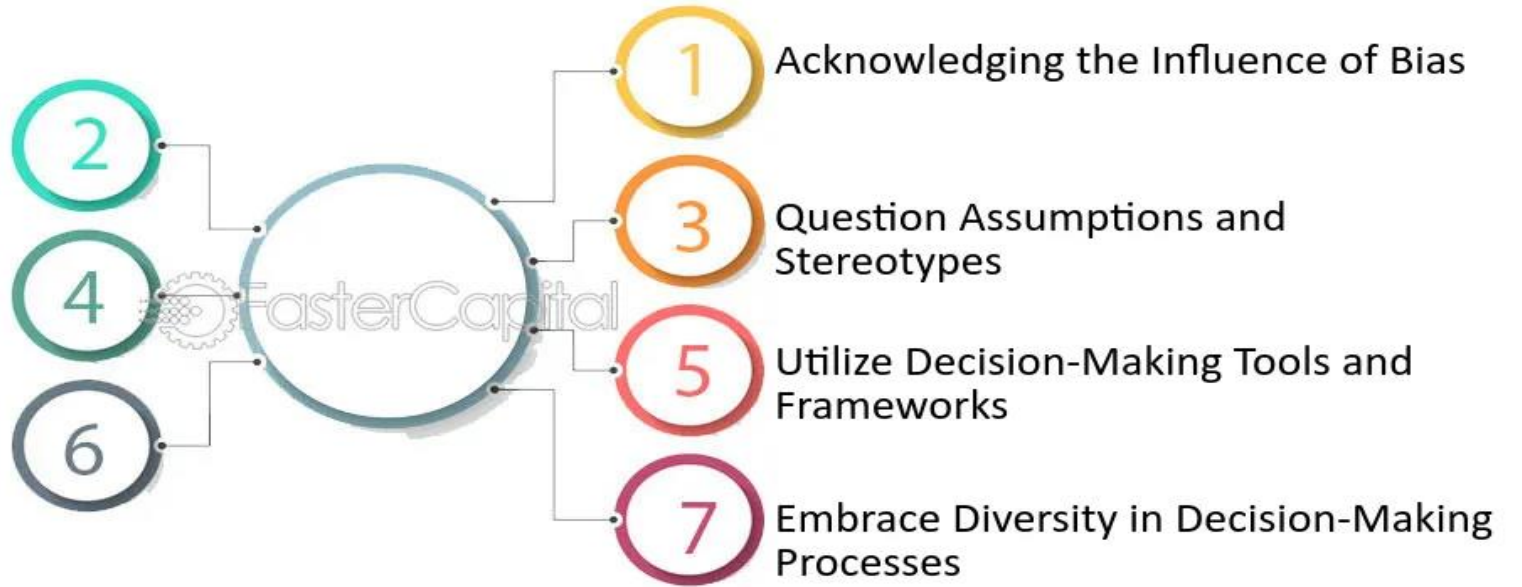 1
Acknowledging the Influence of Bias
2
3
Question Assumptions and
Stereotypes
4
FasterCapital
5
Utilize Decision-Making Tools and
Frameworks
6
7
Embrace Diversity in Decision-Making
Processes